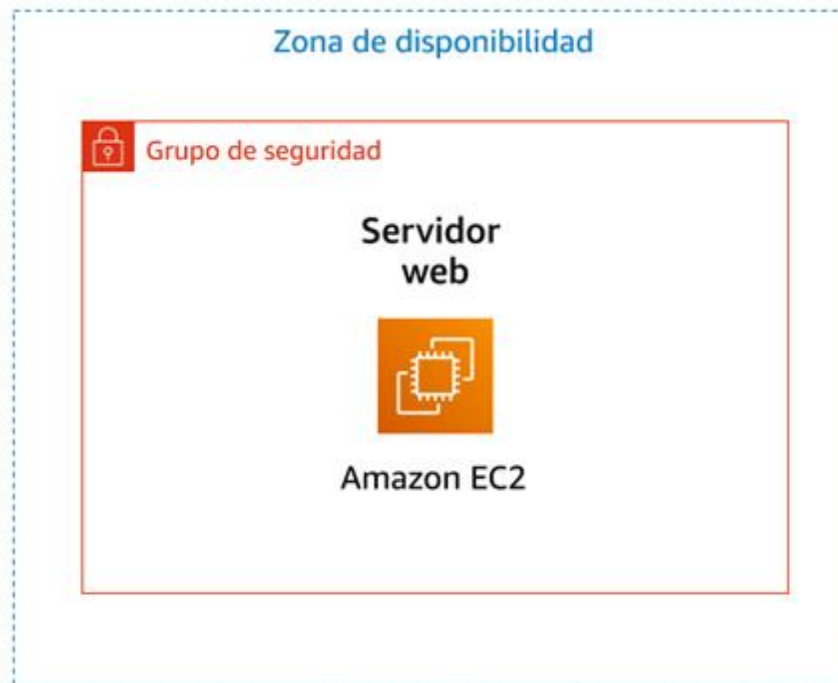 Zona de disponibilidad
Grupo de seguridad
Servidor
web
Amazon EC2